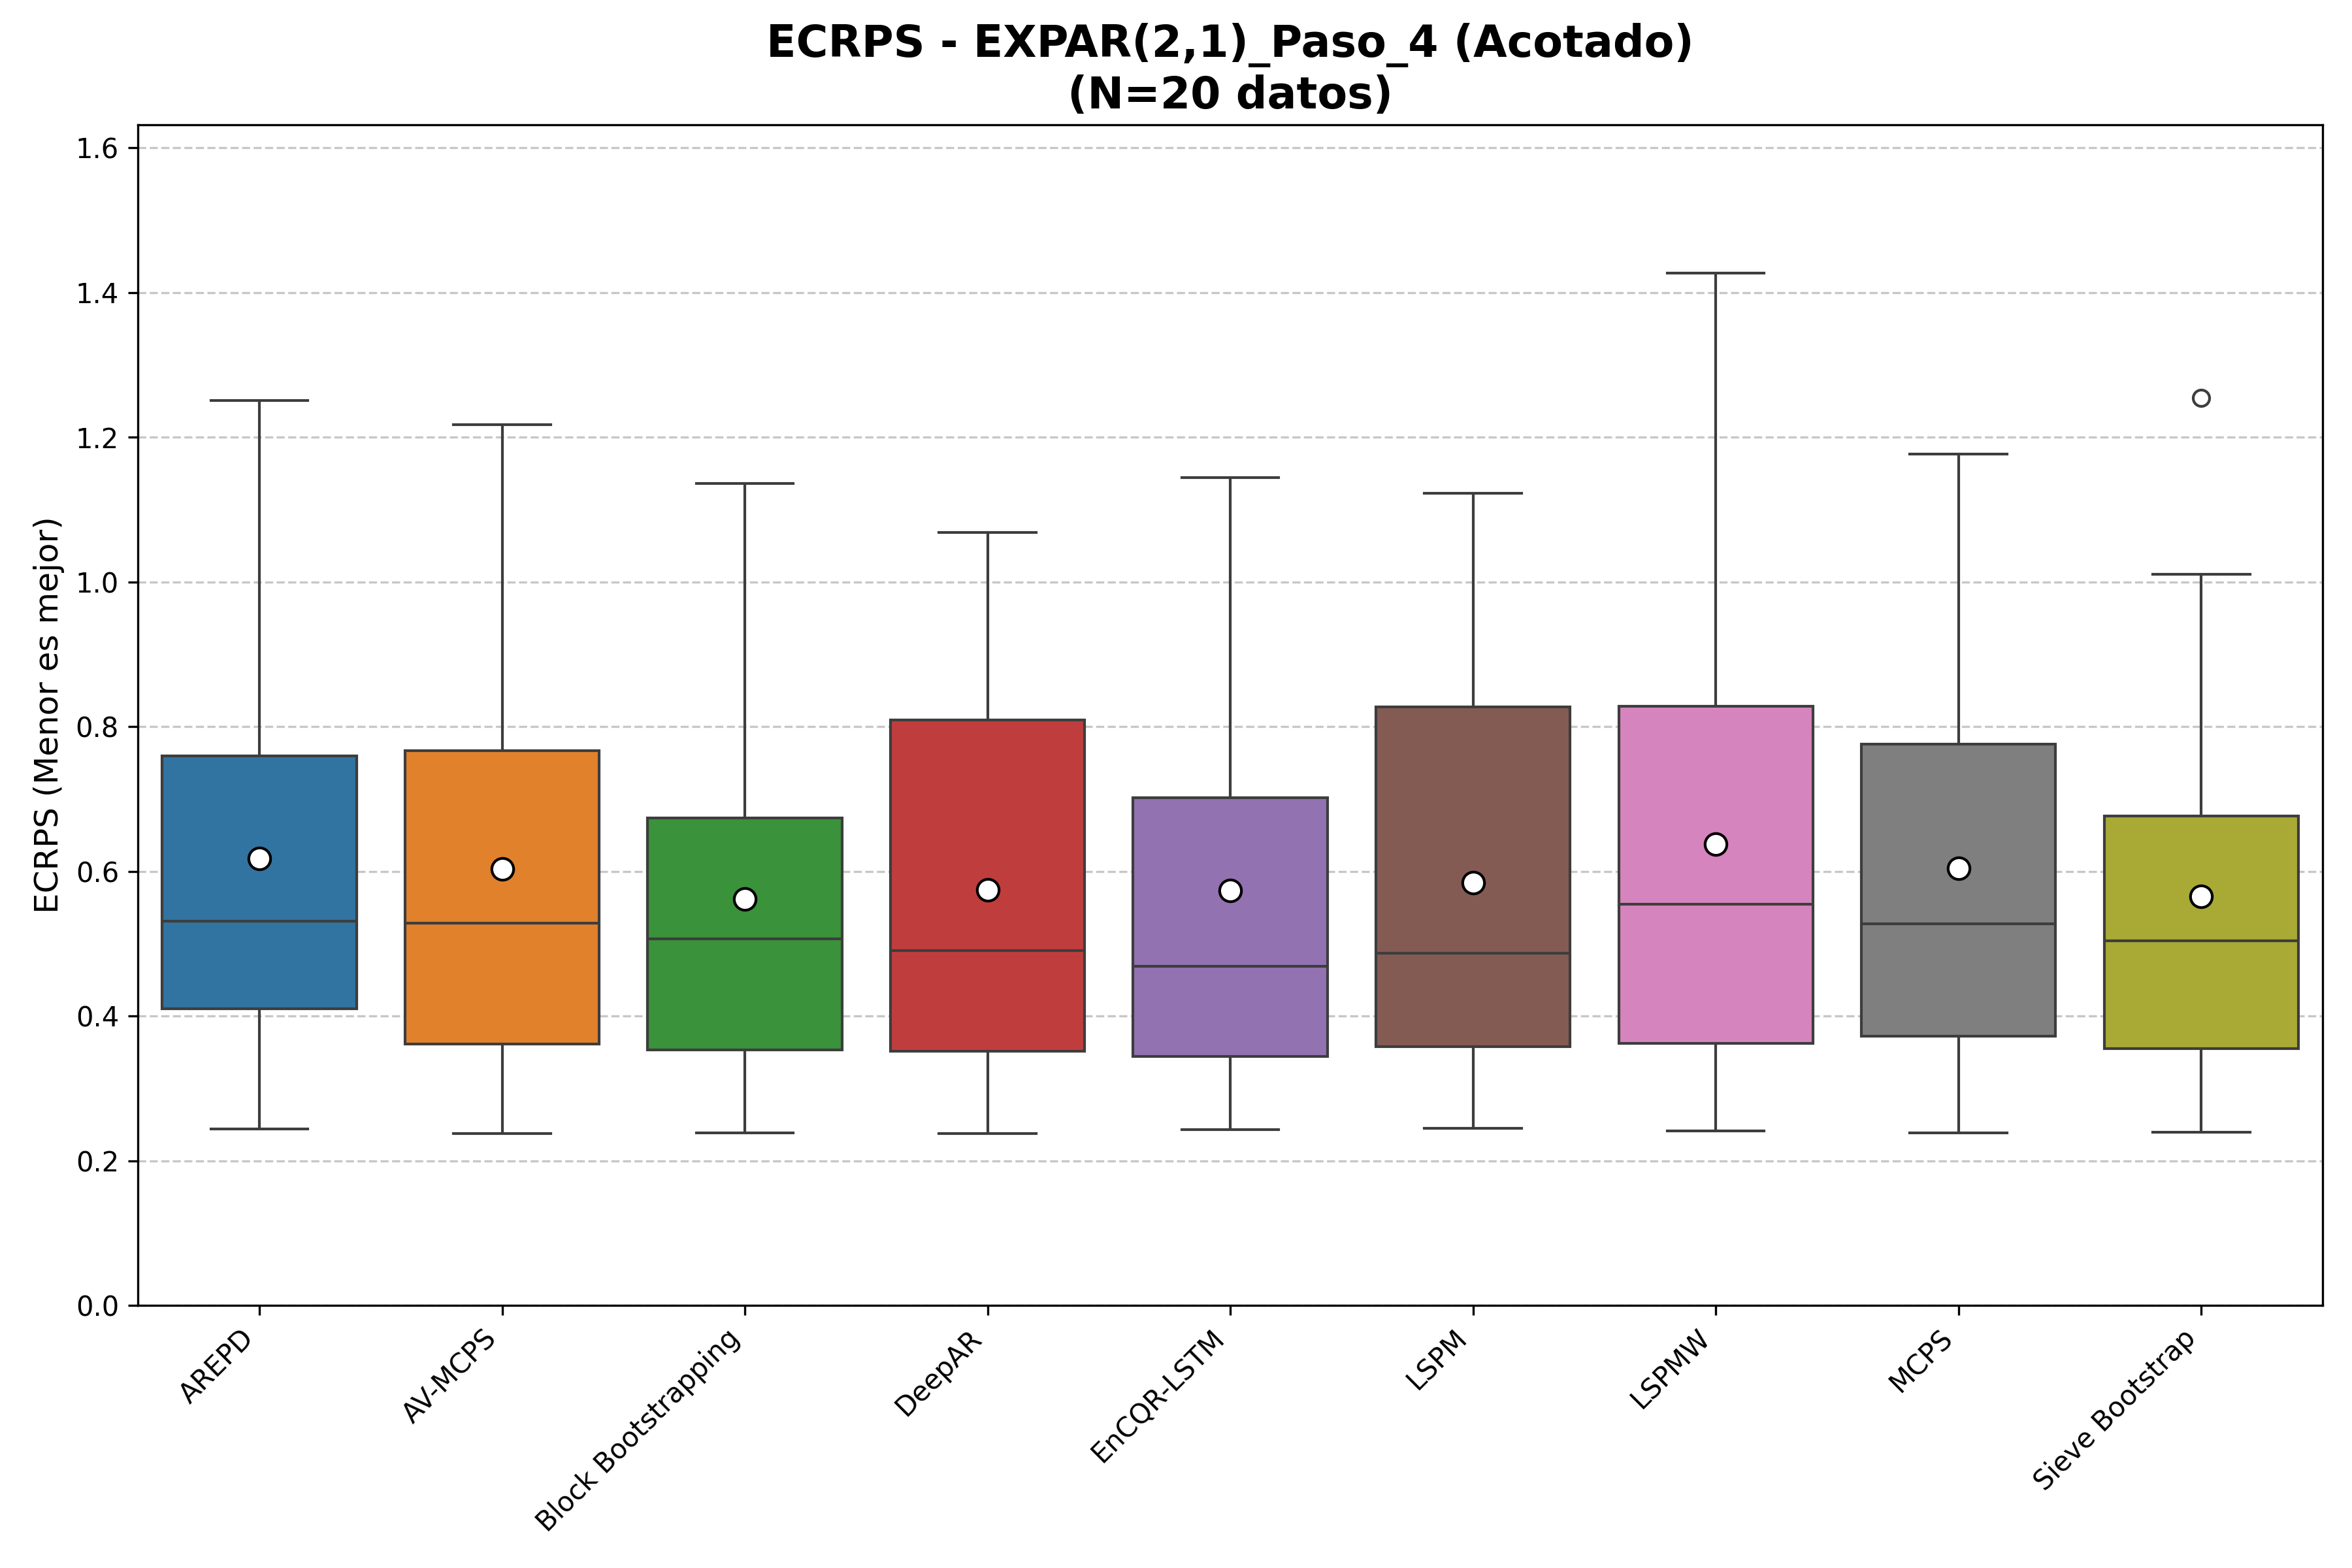 ECRPS - EXPAR(2,1)_Paso_4 (Acotado)
(N=20 datos)
ECRPS (Menor es mejor)
1.6
1.4
1.2
1.0
0.8
0.6
0.4
0.2
0.0
AREPD
AV-MCPS
Block Bootstrapping
DeepAR
EnCQR-LSTM
LSPM
LSPMW
MCPS
Sieve Bootstrap